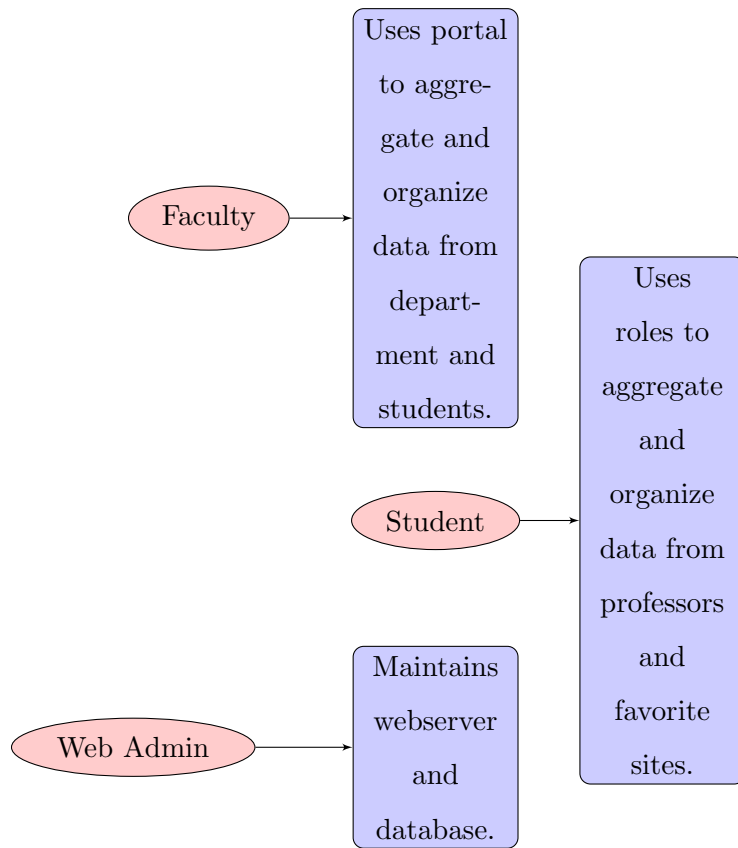 Faculty
Uses portal
to aggre-
gate and
organize
data from
depart-
ment and
students.
Student
Uses
roles to
aggregate
and
organize
data from
professors
and
favorite
sites.
Web Admin
Maintains
webserver
and
database.